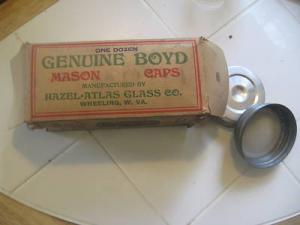 ONE DOZEN
GENUINE BOYD
MASON CAPS
MANUFACTURED BY
HAZEL-ATLAS GLASS CO.
WHEELING, W. VA.